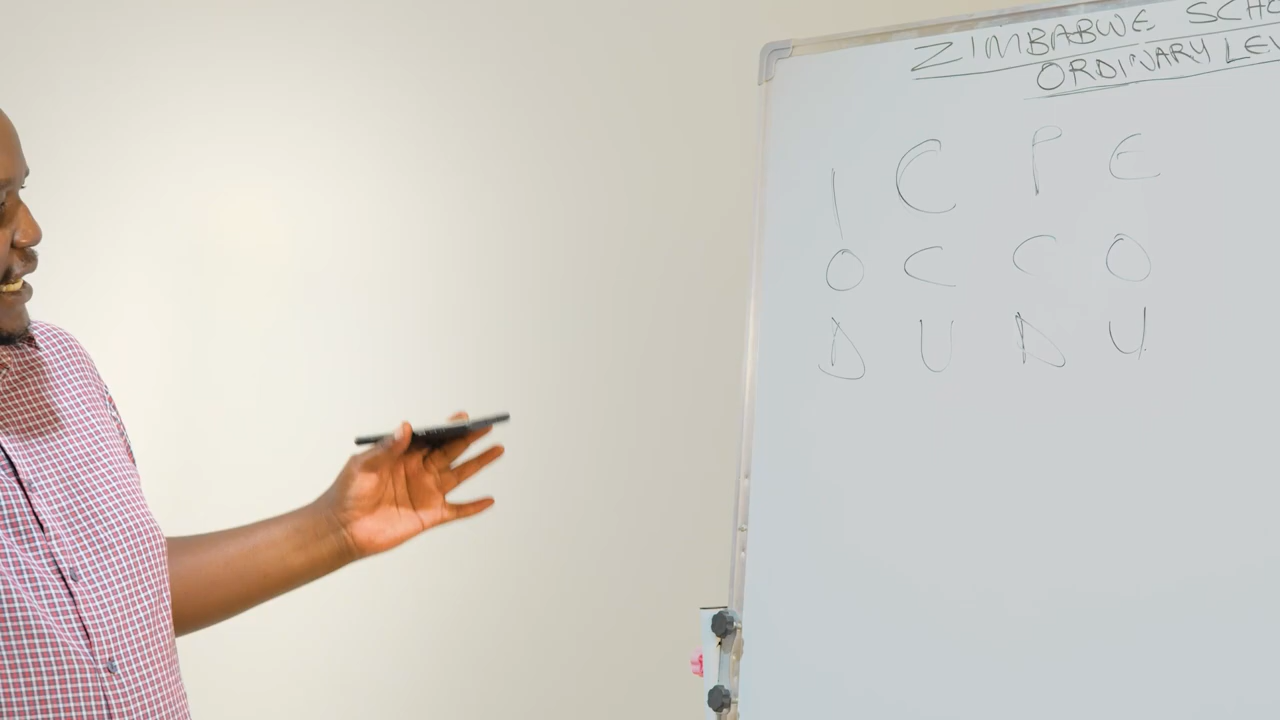 ZIMBABWE SCHO
ORDINARY LEV
I C P E
O C C O
D U D U